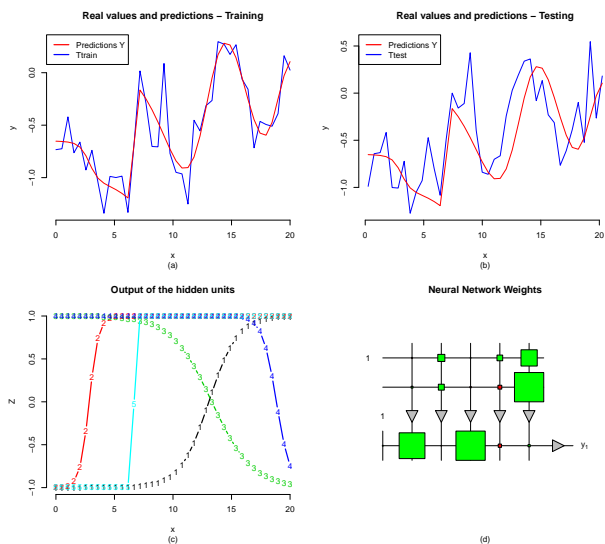 Real values and predictions – Training
Predictions Y
Ttrain
y
0.0
−0.5
−1.0
0 5 10 15 20
x
(a)
Real values and predictions – Testing
Predictions Y
Ttest
y
0.5
0.0
−0.5
−1.0
0 5 10 15 20
x
(b)
Output of the hidden units
Z
1.0
0.5
0.0
−0.5
−1.0
0 5 10 15 20
x
(c)
Neural Network Weights
1
1
y1
(d)